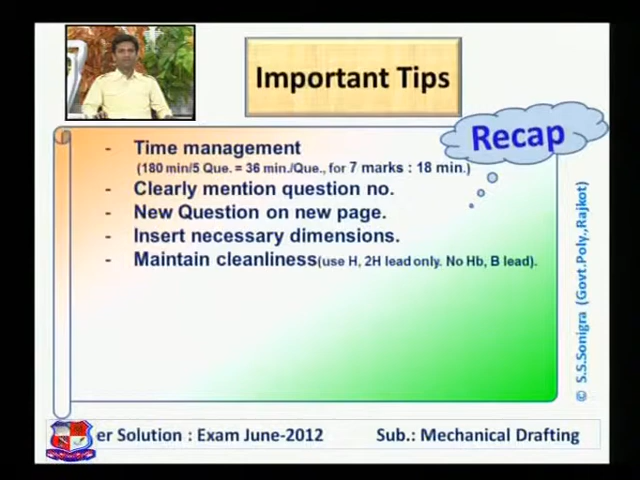 Important Tips
Recap
- Time management
(180 min/5 Que. = 36 min./Que., for 7 marks : 18 min.)
- Clearly mention question no.
- New Question on new page.
- Insert necessary dimensions.
- Maintain cleanliness(use H, 2H lead only. No Hb, B lead).
© S.S.Sonigra (Govt.Poly.,Rajkot)
er Solution : Exam June-2012 Sub.: Mechanical Drafting